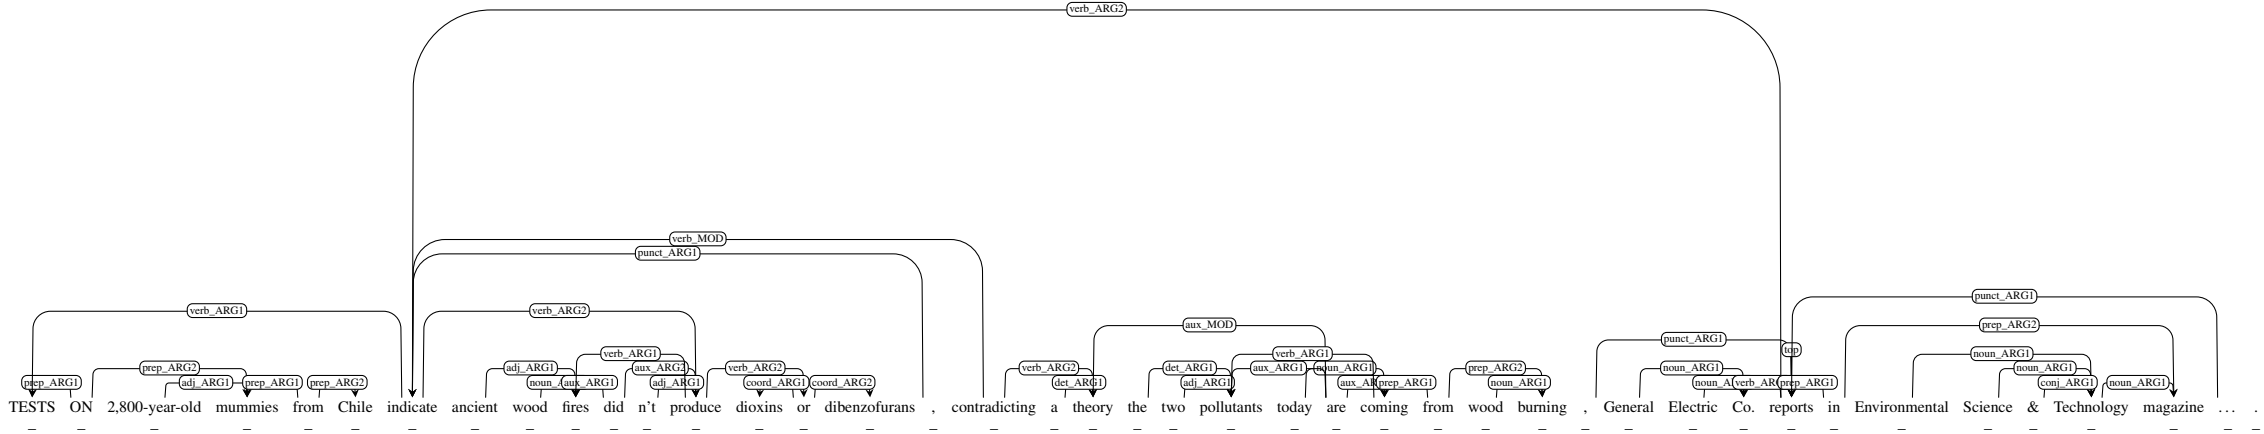 verb_ARG2
verb_MOD
punct_ARG1
punct_ARG1
verb_ARG1 verb_ARG2 aux_MOD prep_ARG2
punct_ARG1
top
verb_ARG1 verb_ARG1 noun_ARG1
prep_ARG2 adj_ARG1 aux_ARG2 verb_ARG2 verb_ARG2 det_ARG1 aux_ARG1 noun_ARG1 prep_ARG2 noun_ARG1 noun_ARG1
prep_ARG1 adj_ARG1 prep_ARG1 prep_ARG2 aux_ARG1 adj_ARG1 coord_ARG1 coord_ARG2 det_ARG1 adj_ARG1 prep_ARG1 noun_ARG1 prep_ARG1 conj_ARG1 noun_ARG1
TESTS ON 2,800-year-old mummies from Chile indicate ancient wood fires did n't produce dioxins or dibenzofurans , contradicting a theory the two pollutants today are coming from wood burning , General Electric Co. reports in Environmental Science & Technology magazine ... .